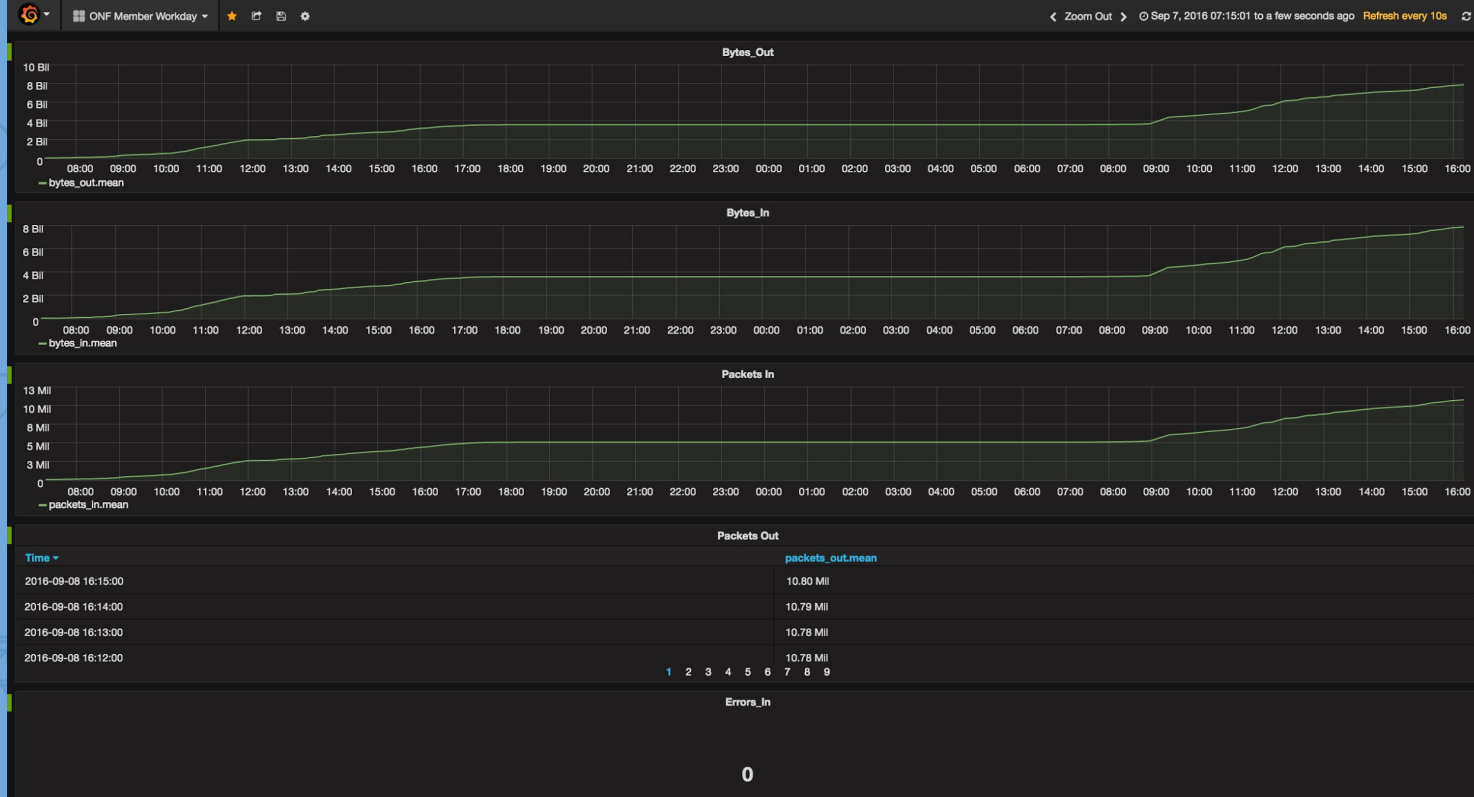 ONF Member Workday
Zoom Out
Sep 7, 2016 07:15:01 to a few seconds ago Refresh every 10s
Bytes_Out
10 Bil
8 Bil
6 Bil
4 Bil
2 Bil
0
08:00 09:00 10:00 11:00 12:00 13:00 14:00 15:00 16:00 17:00 18:00 19:00 20:00 21:00 22:00 23:00 00:00 01:00 02:00 03:00 04:00 05:00 06:00 07:00 08:00 09:00 10:00 11:00 12:00 13:00 14:00 15:00 16:00
bytes_out.mean
Bytes_In
8 Bil
6 Bil
4 Bil
2 Bil
0
08:00 09:00 10:00 11:00 12:00 13:00 14:00 15:00 16:00 17:00 18:00 19:00 20:00 21:00 22:00 23:00 00:00 01:00 02:00 03:00 04:00 05:00 06:00 07:00 08:00 09:00 10:00 11:00 12:00 13:00 14:00 15:00 16:00
bytes_in.mean
Packets In
13 Mil
10 Mil
8 Mil
5 Mil
3 Mil
0
08:00 09:00 10:00 11:00 12:00 13:00 14:00 15:00 16:00 17:00 18:00 19:00 20:00 21:00 22:00 23:00 00:00 01:00 02:00 03:00 04:00 05:00 06:00 07:00 08:00 09:00 10:00 11:00 12:00 13:00 14:00 15:00 16:00
packets_in.mean
Packets Out
Time packets_out.mean
2016-09-08 16:15:00 10.80 Mil
2016-09-08 16:14:00 10.79 Mil
2016-09-08 16:13:00 10.78 Mil
2016-09-08 16:12:00 10.78 Mil
1 2 3 4 5 6 7 8 9
Errors_In
0